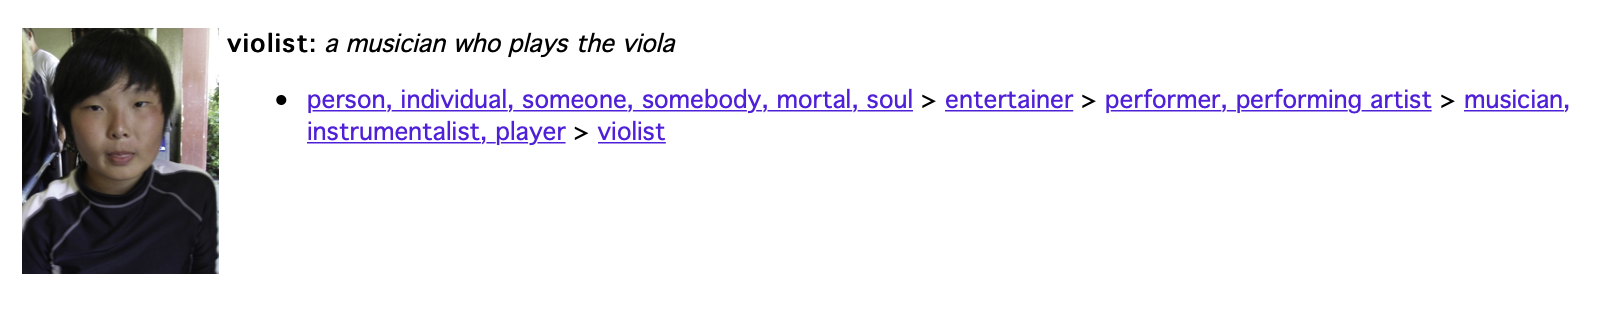 violist: a musician who plays the viola
• person, individual, someone, somebody, mortal, soul > entertainer > performer, performing artist > musician,
instrumentalist, player > violist